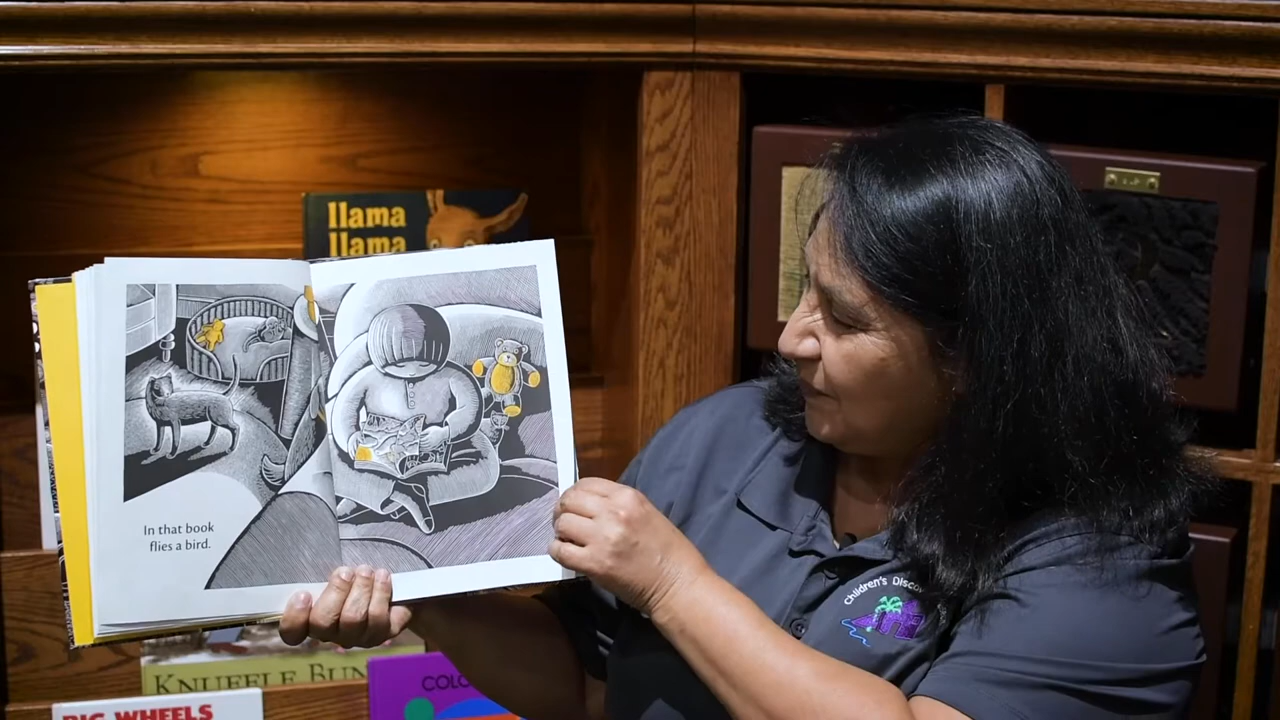 llama
llama
In that book
flies a bird.
Children's Disco
KNUFFLE BUN
COLO
BIG WHEELS